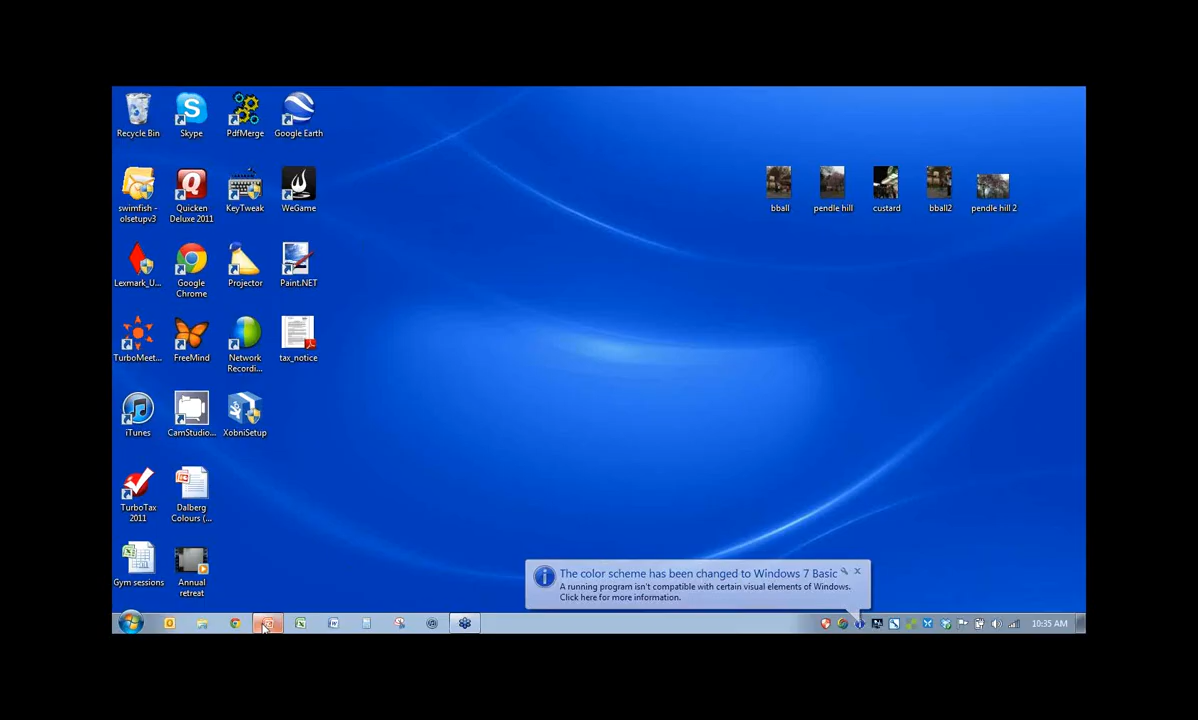 Recycle Bin
Skype
PdfMerge
Google Earth
swimfish -
olsetupv3
Quicken
Deluxe 2011
KeyTweak
WeGame
bball
pendle hill
custard
bball2
pendle hill 2
Lexmark_U...
Google
Chrome
Projector
Paint.NET
TurboMeet...
FreeMind
Network
Recordi...
tax_notice
iTunes
CamStudio...
XobniSetup
TurboTax
2011
Dalberg
Colours (...
Gym sessions
Annual
retreat
The color scheme has been changed to Windows 7 Basic
A running program isn't compatible with certain visual elements of Windows.
Click here for more information.
10:35 AM